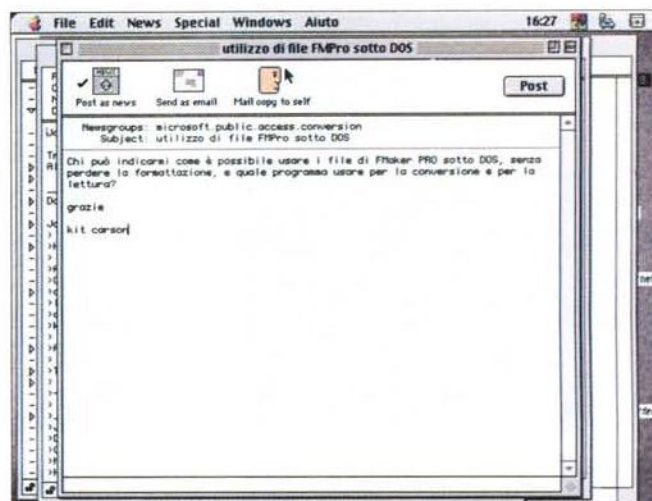 File Edit News Special Windows Aiuto 16:27
utilizzo di file FMPro sotto DOS
Post as news Send as email Mail copy to self Post
Newsgroups: microsoft.public.access.conversion
Subject: utilizzo di file FMPro sotto DOS
Chi può indicarmi come è possibile usare i file di FMaker PRO sotto DOS, senza
perdere la formattazione, e quale programma usare per la conversione e per la
lettura?
grazie
kit carson